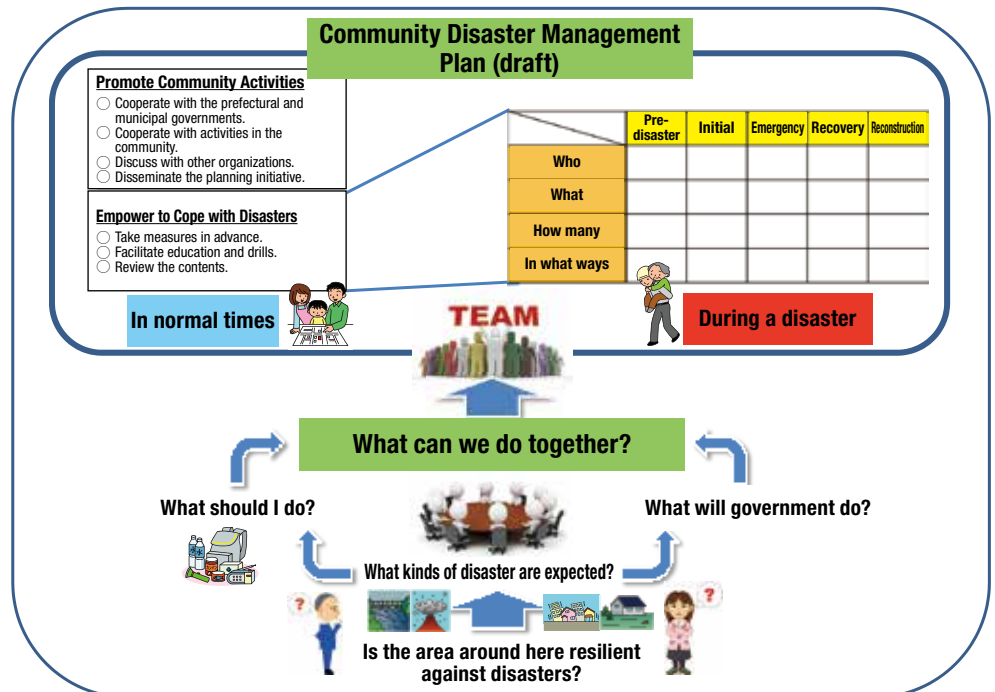 Community Disaster Management
Plan (draft)
Promote Community Activities
○ Cooperate with the prefectural and
municipal governments.
○ Cooperate with activities in the
community.
○ Discuss with other organizations.
○ Disseminate the planning initiative.
Empower to Cope with Disasters
○ Take measures in advance.
○ Facilitate education and drills.
○ Review the contents.
In normal times
Pre-
disaster
Initial
Emergency
Recovery
Reconstruction
Who
What
How many
In what ways
During a disaster
TEAM
What can we do together?
What should I do?
What will government do?
What kinds of disaster are expected?
?
?
Is the area around here resilient
against disasters?